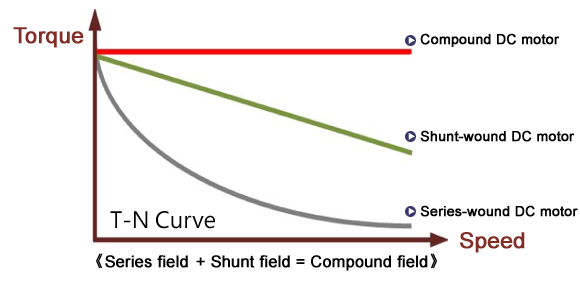 Torque
Compound DC motor
Shunt-wound DC motor
Series-wound DC motor
T-N Curve
Speed
《Series field + Shunt field = Compound field》